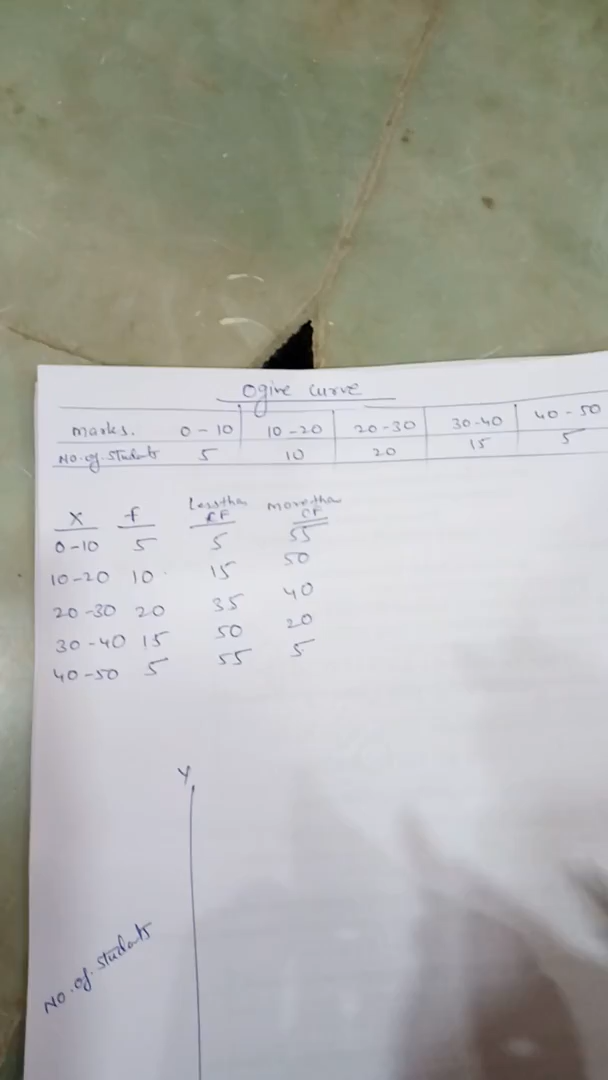 Ogive curve
marks. 0-10 10-20 20-30 30-40 40-50
No. of. Students 5 10 20 15 5
Less than More than
X f CF CF
0-10 5 5 55
10-20 10 15 50
20-30 20 35 40
30-40 15 50 20
40-50 5 55 5
Y
No. of. students